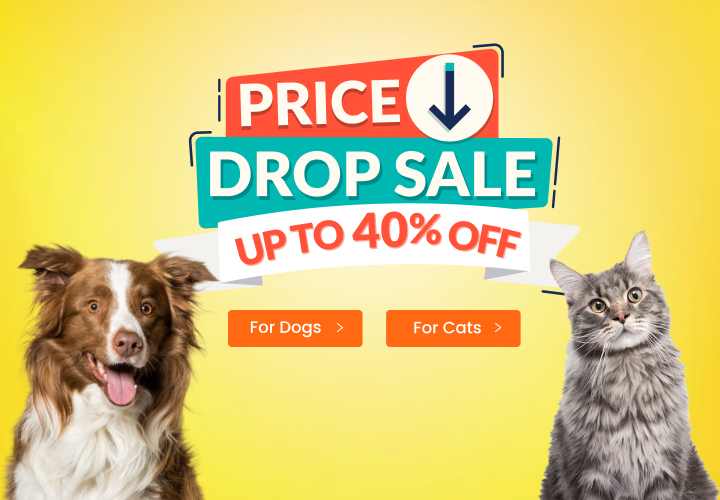 PRICE
DROP SALE
UP TO 40% OFF
For Dogs >
For Cats >